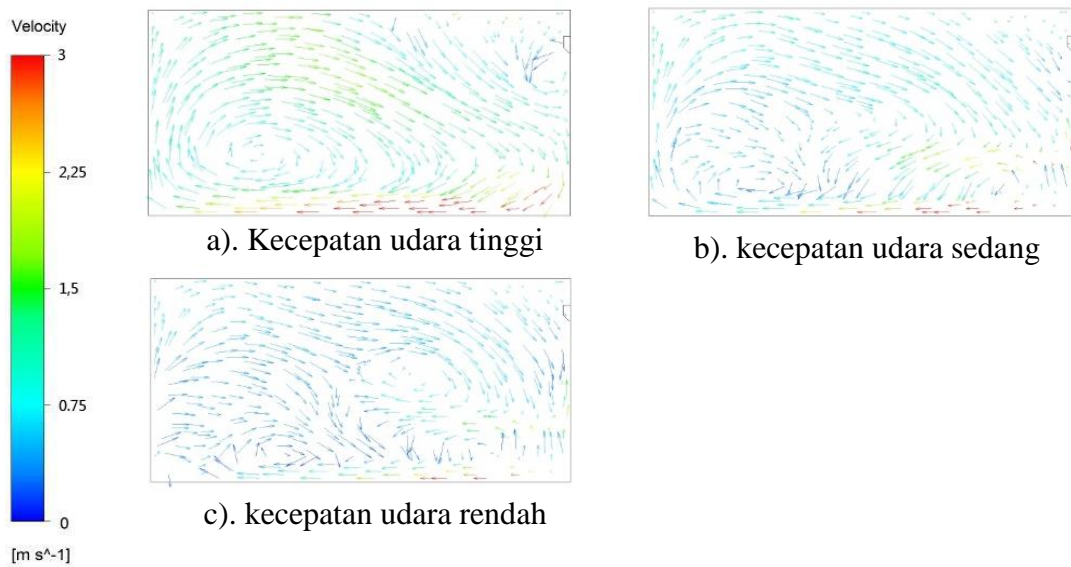 Velocity
3
2,25
1,5
0.75
0
[m s^-1]
a). Kecepatan udara tinggi
b). kecepatan udara sedang
c). kecepatan udara rendah